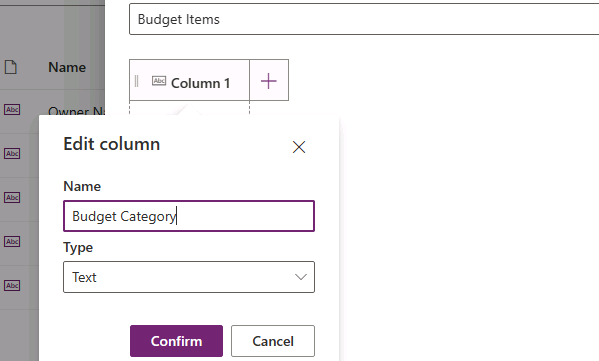 Budget Items
Name
Abc Column 1
Abc Owner Na
Edit column
Name
Abc
Budget Category
Abc
Type
Text
Abc
Abc
Confirm Cancel